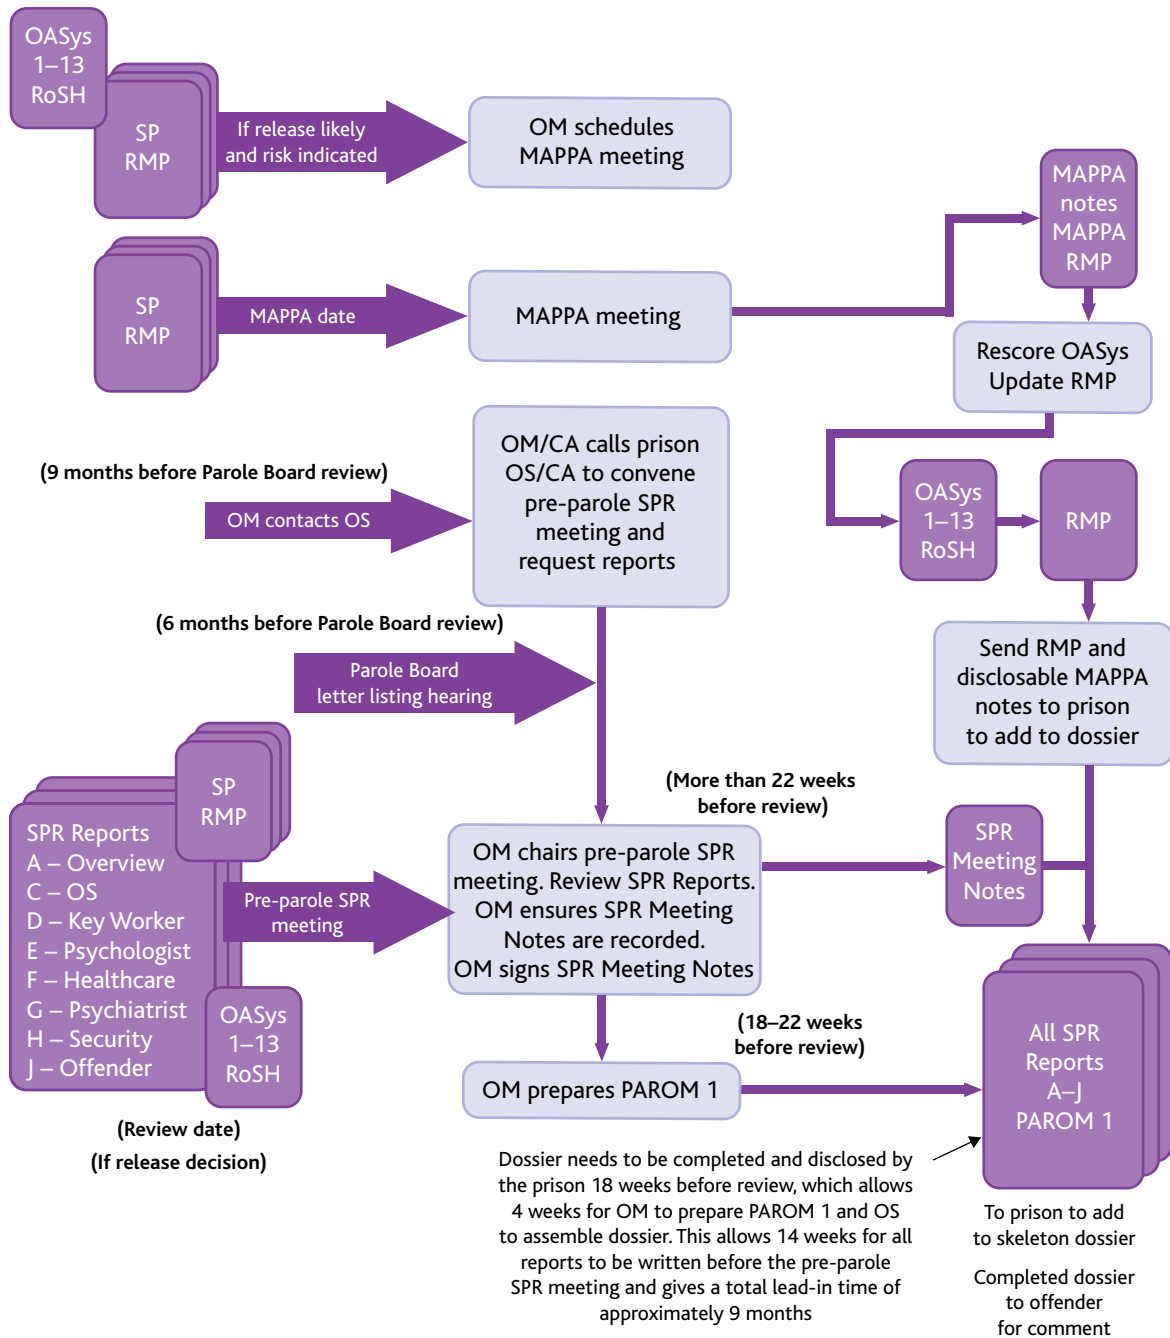 OASys
1–13
RoSH
SP
RMP
If release likely
and risk indicated
OM schedules
MAPPA meeting
MAPPA
notes
MAPPA
RMP
SP
RMP
MAPPA date
MAPPA meeting
Rescore OASys
Update RMP
(9 months before Parole Board review)
OM contacts OS
OM/CA calls prison
OS/CA to convene
pre-parole SPR
meeting and
request reports
OASys
1–13
RoSH
RMP
(6 months before Parole Board review)
Parole Board
letter listing hearing
Send RMP and
disclosable MAPPA
notes to prison
to add to dossier
SP
RMP
SPR Reports
A – Overview
C – OS
D – Key Worker
E – Psychologist
F – Healthcare
G – Psychiatrist
H – Security
J – Offender
OASys
1–13
RoSH
(Review date)
(If release decision)
Pre-parole SPR
meeting
(More than 22 weeks
before review)
OM chairs pre-parole SPR
meeting. Review SPR Reports.
OM ensures SPR Meeting
Notes are recorded.
OM signs SPR Meeting Notes
SPR
Meeting
Notes
(18–22 weeks
before review)
OM prepares PAROM 1
All SPR
Reports
A–J
PAROM 1
Dossier needs to be completed and disclosed by
the prison 18 weeks before review, which allows
4 weeks for OM to prepare PAROM 1 and OS
to assemble dossier. This allows 14 weeks for all
reports to be written before the pre-parole
SPR meeting and gives a total lead-in time of
approximately 9 months
To prison to add
to skeleton dossier
Completed dossier
to offender
for comment